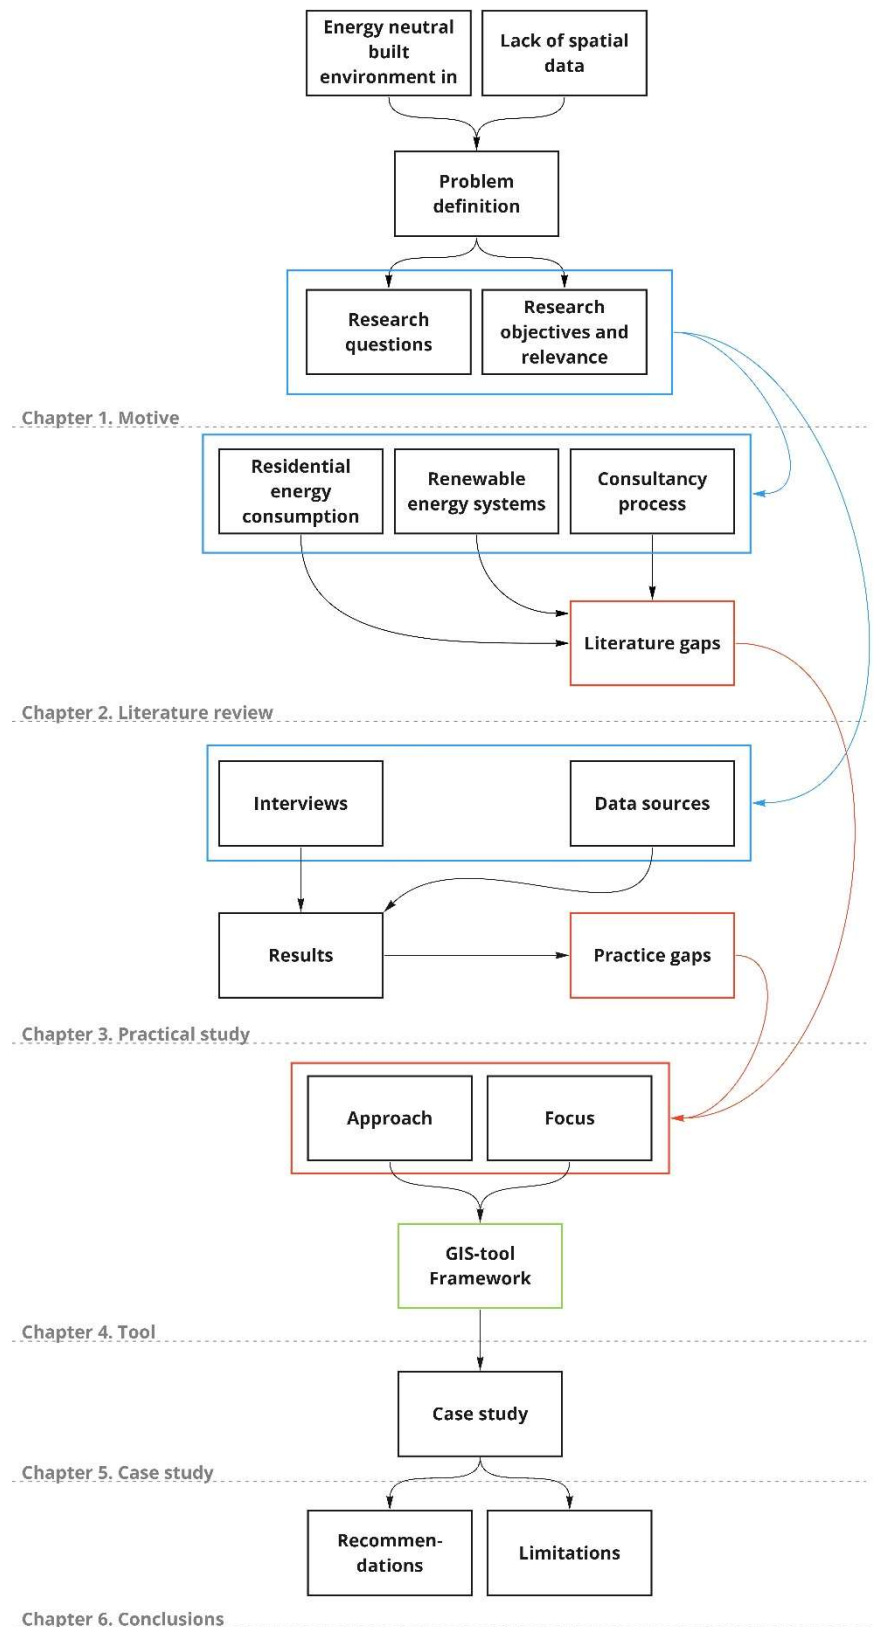 Energy neutral
built
environment in
Lack of spatial
data
Problem
definition
Research
questions
Research
objectives and
relevance
Chapter 1. Motive
Residential
energy
consumption
Renewable
energy systems
Consultancy
process
Literature gaps
Chapter 2. Literature review
Interviews
Data sources
Results
Practice gaps
Chapter 3. Practical study
Approach
Focus
GIS-tool
Framework
Chapter 4. Tool
Case study
Chapter 5. Case study
Recommen-
dations
Limitations
Chapter 6. Conclusions